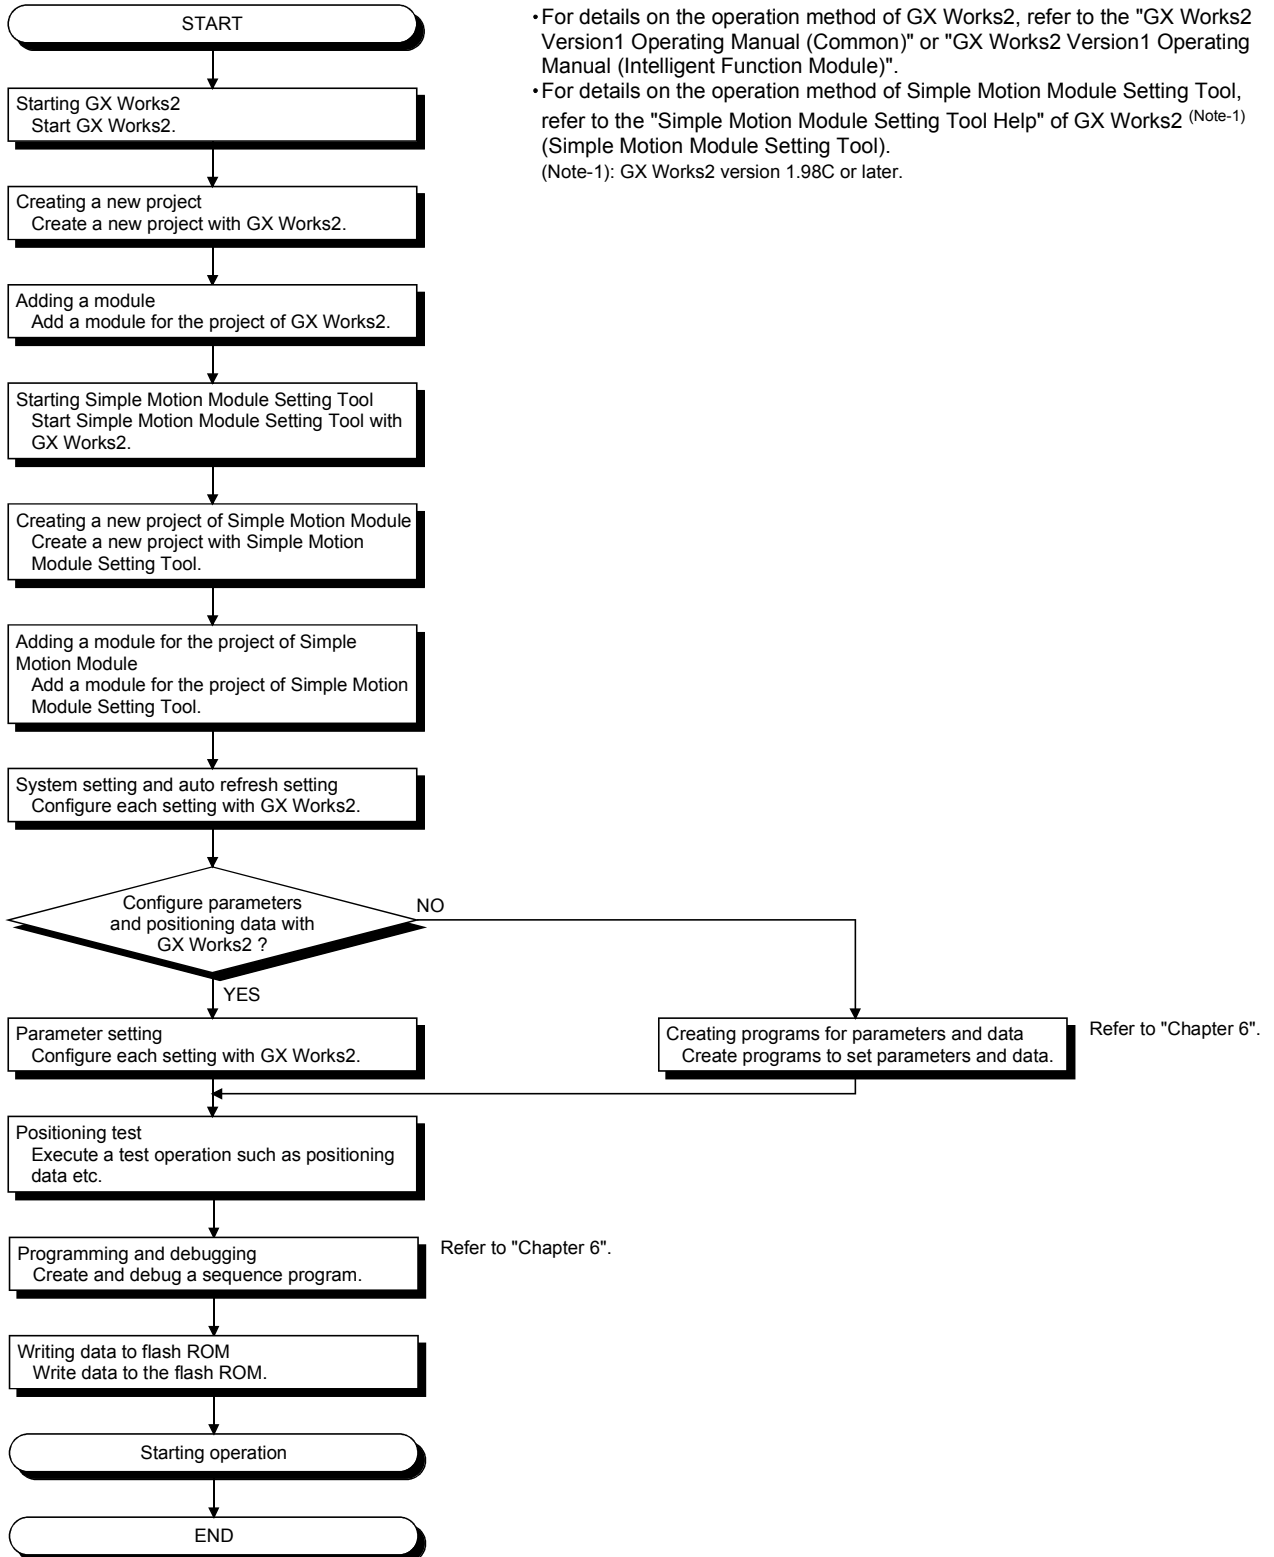 START
・For details on the operation method of GX Works2, refer to the "GX Works2
Version1 Operating Manual (Common)" or "GX Works2 Version1 Operating
Manual (Intelligent Function Module)".
・For details on the operation method of Simple Motion Module Setting Tool,
refer to the "Simple Motion Module Setting Tool Help" of GX Works2 (Note-1)
(Simple Motion Module Setting Tool).
(Note-1): GX Works2 version 1.98C or later.
Starting GX Works2
Start GX Works2.
Creating a new project
Create a new project with GX Works2.
Adding a module
Add a module for the project of GX Works2.
Starting Simple Motion Module Setting Tool
Start Simple Motion Module Setting Tool with
GX Works2.
Creating a new project of Simple Motion Module
Create a new project with Simple Motion
Module Setting Tool.
Adding a module for the project of Simple
Motion Module
Add a module for the project of Simple Motion
Module Setting Tool.
System setting and auto refresh setting
Configure each setting with GX Works2.
Configure parameters
and positioning data with
GX Works2 ?
NO
YES
Parameter setting
Configure each setting with GX Works2.
Creating programs for parameters and data
Create programs to set parameters and data.
Refer to "Chapter 6".
Positioning test
Execute a test operation such as positioning
data etc.
Programming and debugging
Create and debug a sequence program.
Refer to "Chapter 6".
Writing data to flash ROM
Write data to the flash ROM.
Starting operation
END